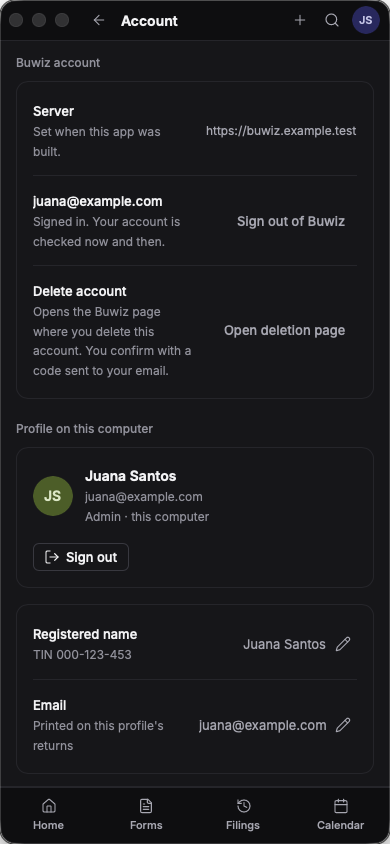 Account
JS
Buwiz account
Server
Set when this app was
built.
https://buwiz.example.test
juana@example.com
Signed in. Your account is
checked now and then.
Sign out of Buwiz
Delete account
Opens the Buwiz page
where you delete this
account. You confirm with a
code sent to your email.
Open deletion page
Profile on this computer
JS
Juana Santos
juana@example.com
Admin · this computer
Sign out
Registered name
TIN 000-123-453
Juana Santos
Email
Printed on this profile's
returns
juana@example.com
Home
Forms
Filings
Calendar